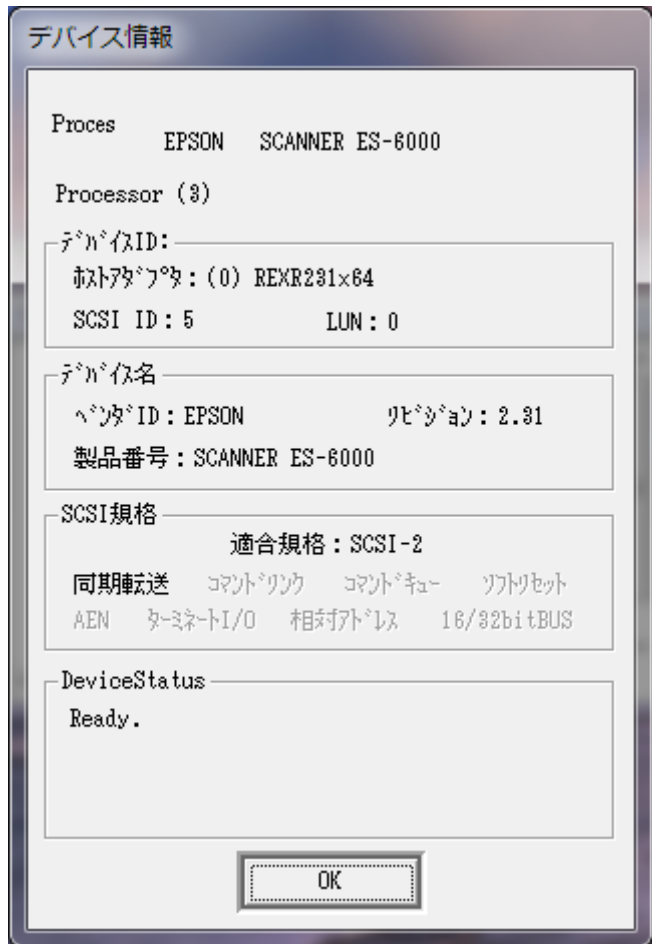 デバイス情報
Proces
EPSON SCANNER ES-6000
Processor (3)
ﾃﾞﾊﾞｲｽID:
ﾎｽﾄｱﾀﾞﾌﾟﾀ：(0) REXR231x64
SCSI ID：5 LUN：0
ﾃﾞﾊﾞｲｽ名
ﾍﾞﾝﾀﾞID：EPSON ﾘﾋﾞｼﾞｮﾝ：2.31
製品番号：SCANNER ES-6000
SCSI規格
適合規格：SCSI-2
同期転送 ｺﾏﾝﾄﾞﾘﾝｸ ｺﾏﾝﾄﾞｷｭｰ ｿﾌﾄﾘｾｯﾄ
AEN ﾀｰﾐﾈｰﾄI/O 相対ｱﾄﾞﾚｽ 16/32bitBUS
DeviceStatus
Ready.
OK